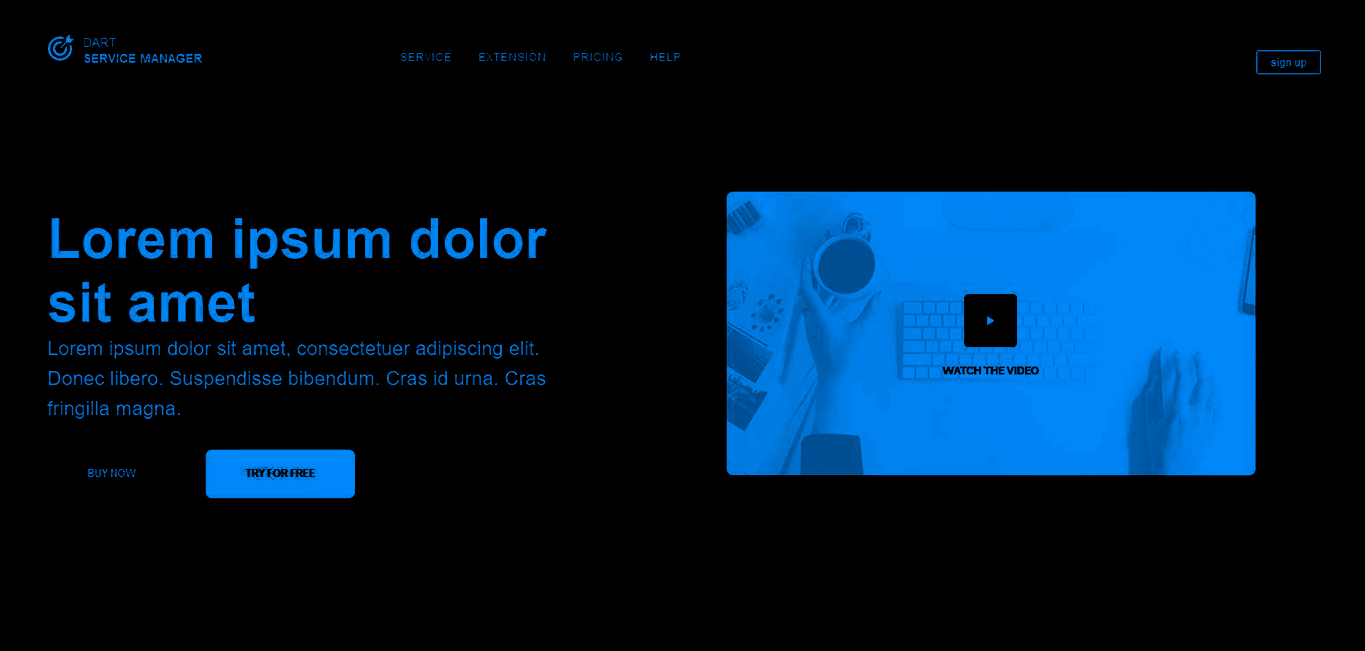 DART
SERVICE MANAGER
SERVICE EXTENSION PRICING HELP
sign up
Lorem ipsum dolor
sit amet
Lorem ipsum dolor sit amet, consectetuer adipiscing elit.
Donec libero. Suspendisse bibendum. Cras id urna. Cras
fringilla magna.
BUY NOW
TRY FOR FREE
WATCH THE VIDEO